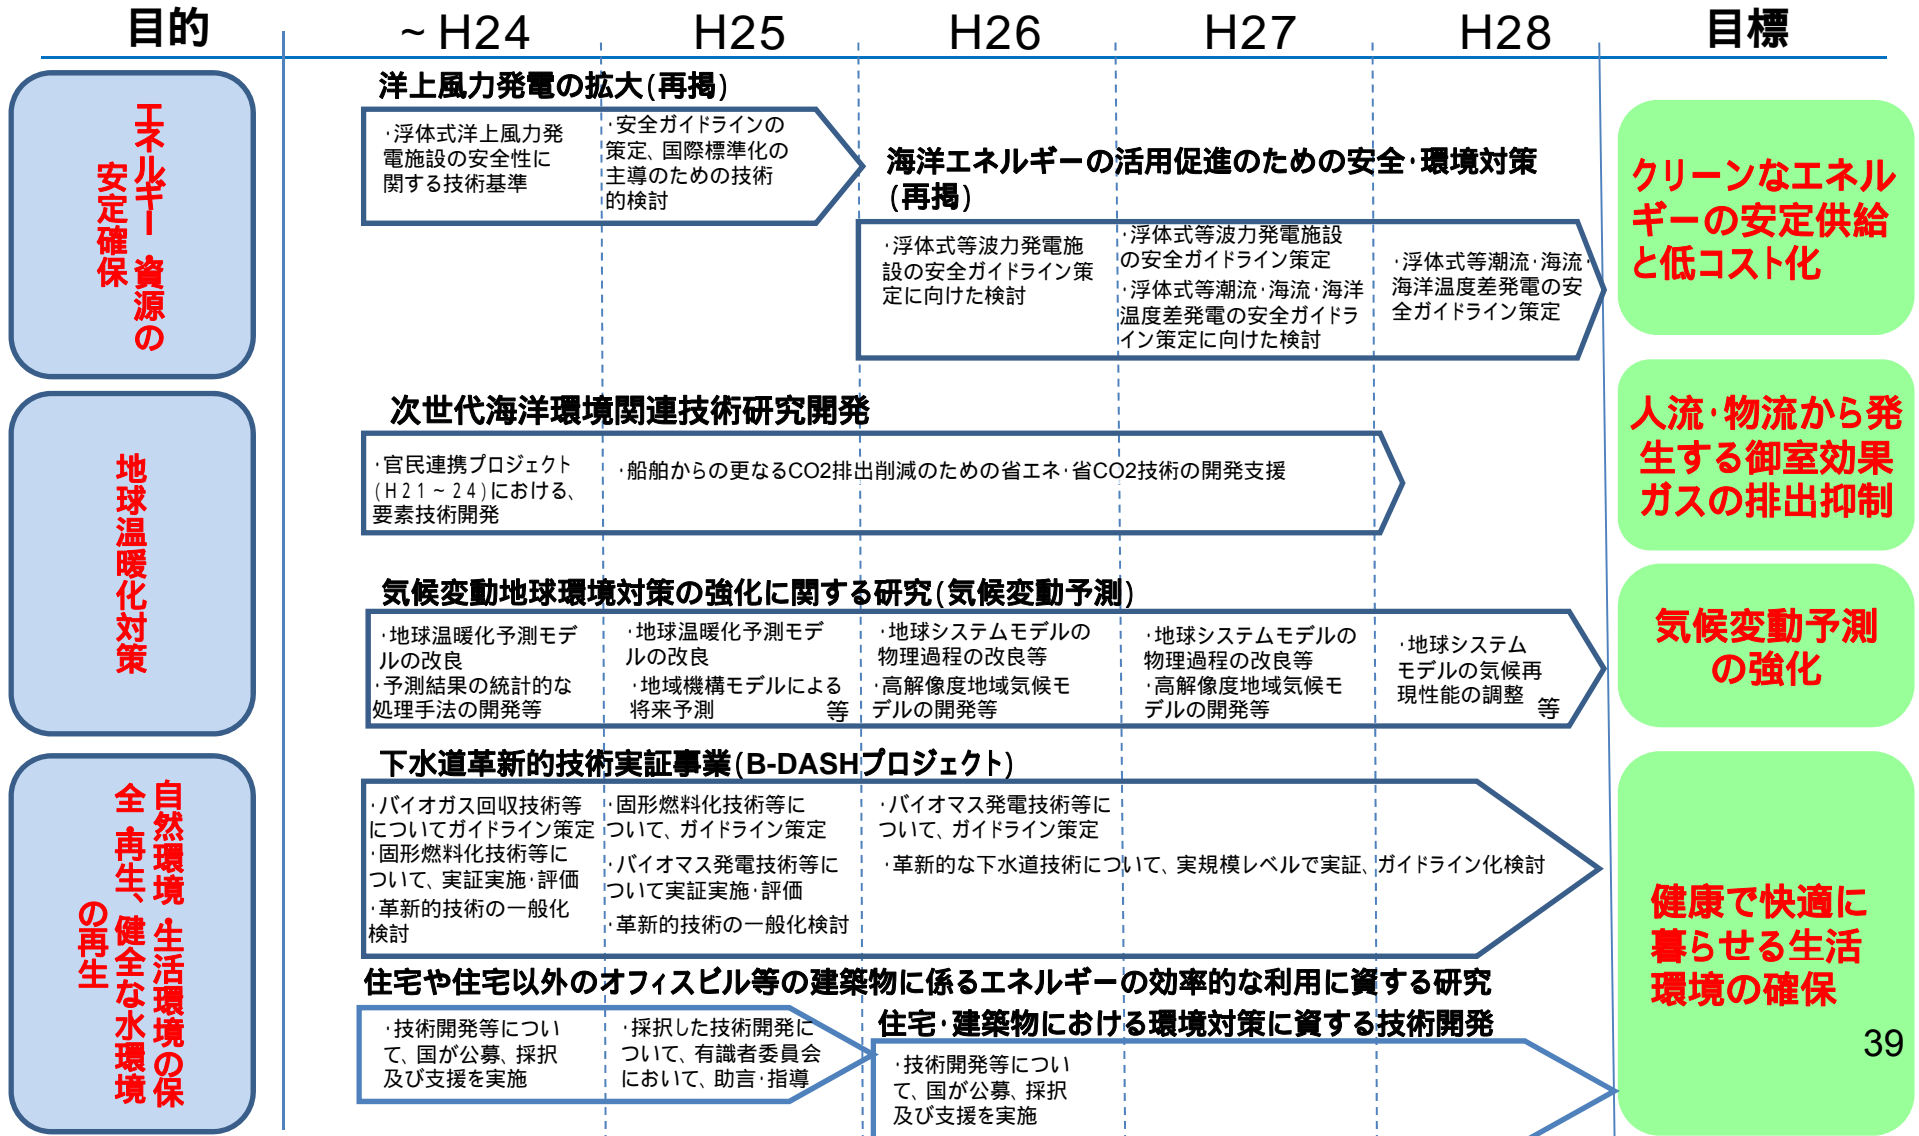 目的
~ H24
H25
H26
H27
H28
目標
エネルギー・資源の
安定確保
洋上風力発電の拡大(再掲)
・浮体式洋上風力発
電施設の安全性に
関する技術基準
・安全ガイドラインの
策定、国際標準化の
主導のための技術
的検討
海洋エネルギーの活用促進のための安全・環境対策
(再掲)
・浮体式等波力発電施
設の安全ガイドライン策
定に向けた検討
・浮体式等波力発電施設
の安全ガイドライン策定
・浮体式等潮流・海流・海洋
温度差発電の安全ガイドラ
イン策定に向けた検討
・浮体式等潮流・海流・
海洋温度差発電の安
全ガイドライン策定
クリーンなエネル
ギーの安定供給
と低コスト化
地球温暖化対策
次世代海洋環境関連技術研究開発
・官民連携プロジェクト
(H21~24)における、
要素技術開発
・船舶からの更なるCO2排出削減のための省エネ・省CO2技術の開発支援
人流・物流から発
生する御室効果
ガスの排出抑制
気候変動地球環境対策の強化に関する研究(気候変動予測)
・地球温暖化予測モデ
ルの改良
・予測結果の統計的な
処理手法の開発等
・地球温暖化予測モデ
ルの改良
・地域機構モデルによる
将来予測 等
・地球システムモデルの
物理過程の改良等
・高解像度地域気候モ
デルの開発等
・地球システムモデルの
物理過程の改良等
・高解像度地域気候モ
デルの開発等
・地球システム
モデルの気候再
現性能の調整 等
気候変動予測
の強化
自然環境・生活環境の保
全・再生、健全な水環境
の再生
下水道革新的技術実証事業(B-DASHプロジェクト)
・バイオガス回収技術等
についてガイドライン策定
・固形燃料化技術等に
ついて、実証実施・評価
・革新的技術の一般化
検討
・固形燃料化技術等に
ついて、ガイドライン策定
・バイオマス発電技術等に
ついて実証実施・評価
・革新的技術の一般化検討
・バイオマス発電技術等に
ついて、ガイドライン策定
・革新的な下水道技術について、実規模レベルで実証、ガイドライン化検討
住宅や住宅以外のオフィスビル等の建築物に係るエネルギーの効率的な利用に資する研究
・技術開発等につい
て、国が公募、採択
及び支援を実施
・採択した技術開発に
ついて、有識者委員会
において、助言・指導
住宅・建築物における環境対策に資する技術開発
・技術開発等につい
て、国が公募、採択
及び支援を実施
健康で快適に
暮らせる生活
環境の確保
39